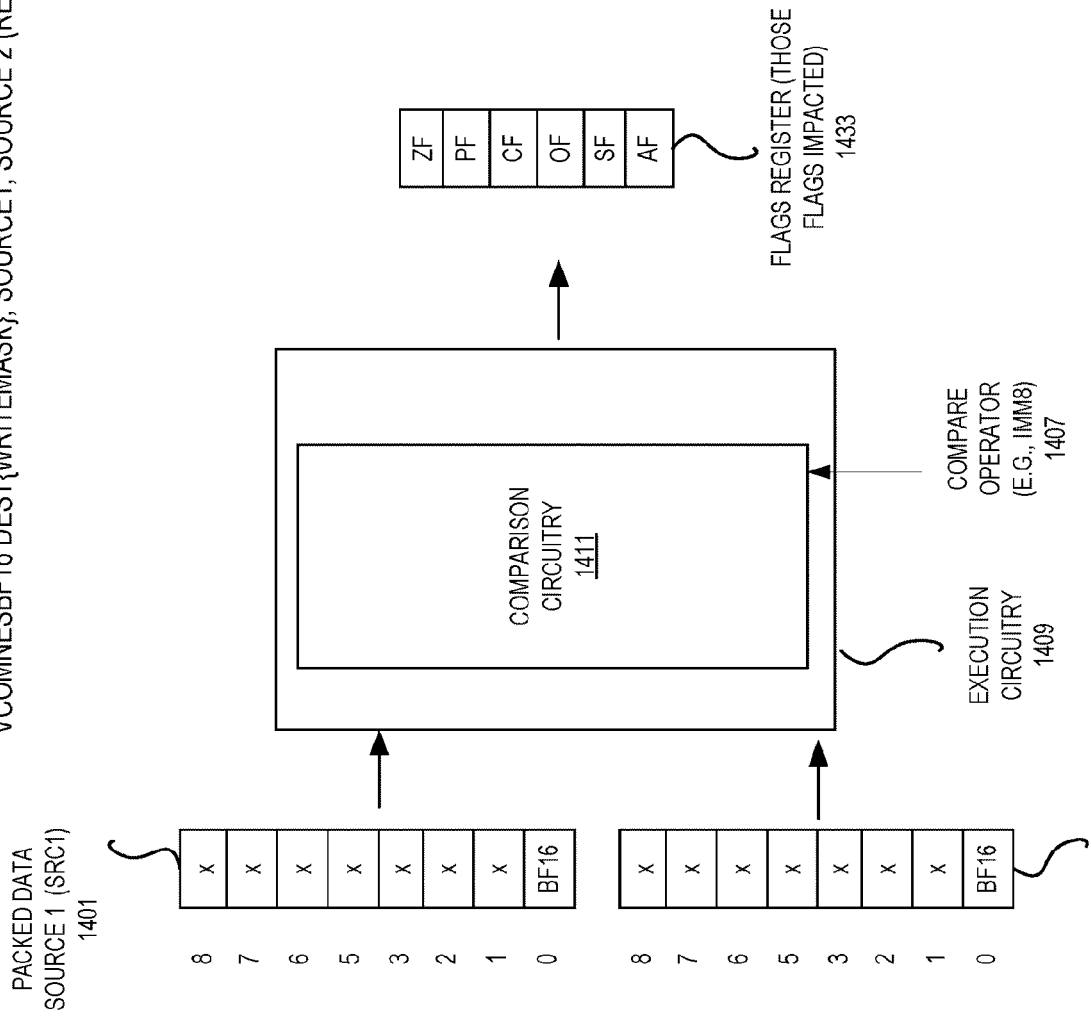 VCOMNESBF16 DEST{WRITEMASK}, SOURCE1, SOURCE 2 (RE
PACKED DATA
SOURCE 1 (SRC1)
1401
8 7 6 5 3 2 1 0
X X X X X X X BF16
8 7 6 5 3 2 1 0
X X X X X X X BF16
COMPARISON
CIRCUITRY
1411
EXECUTION
CIRCUITRY
1409
COMPARE
OPERATOR
(E.G., IMM8)
1407
ZF
PF
CF
OF
SF
AF
FLAGS REGISTER (THOSE
FLAGS IMPACTED)
1433